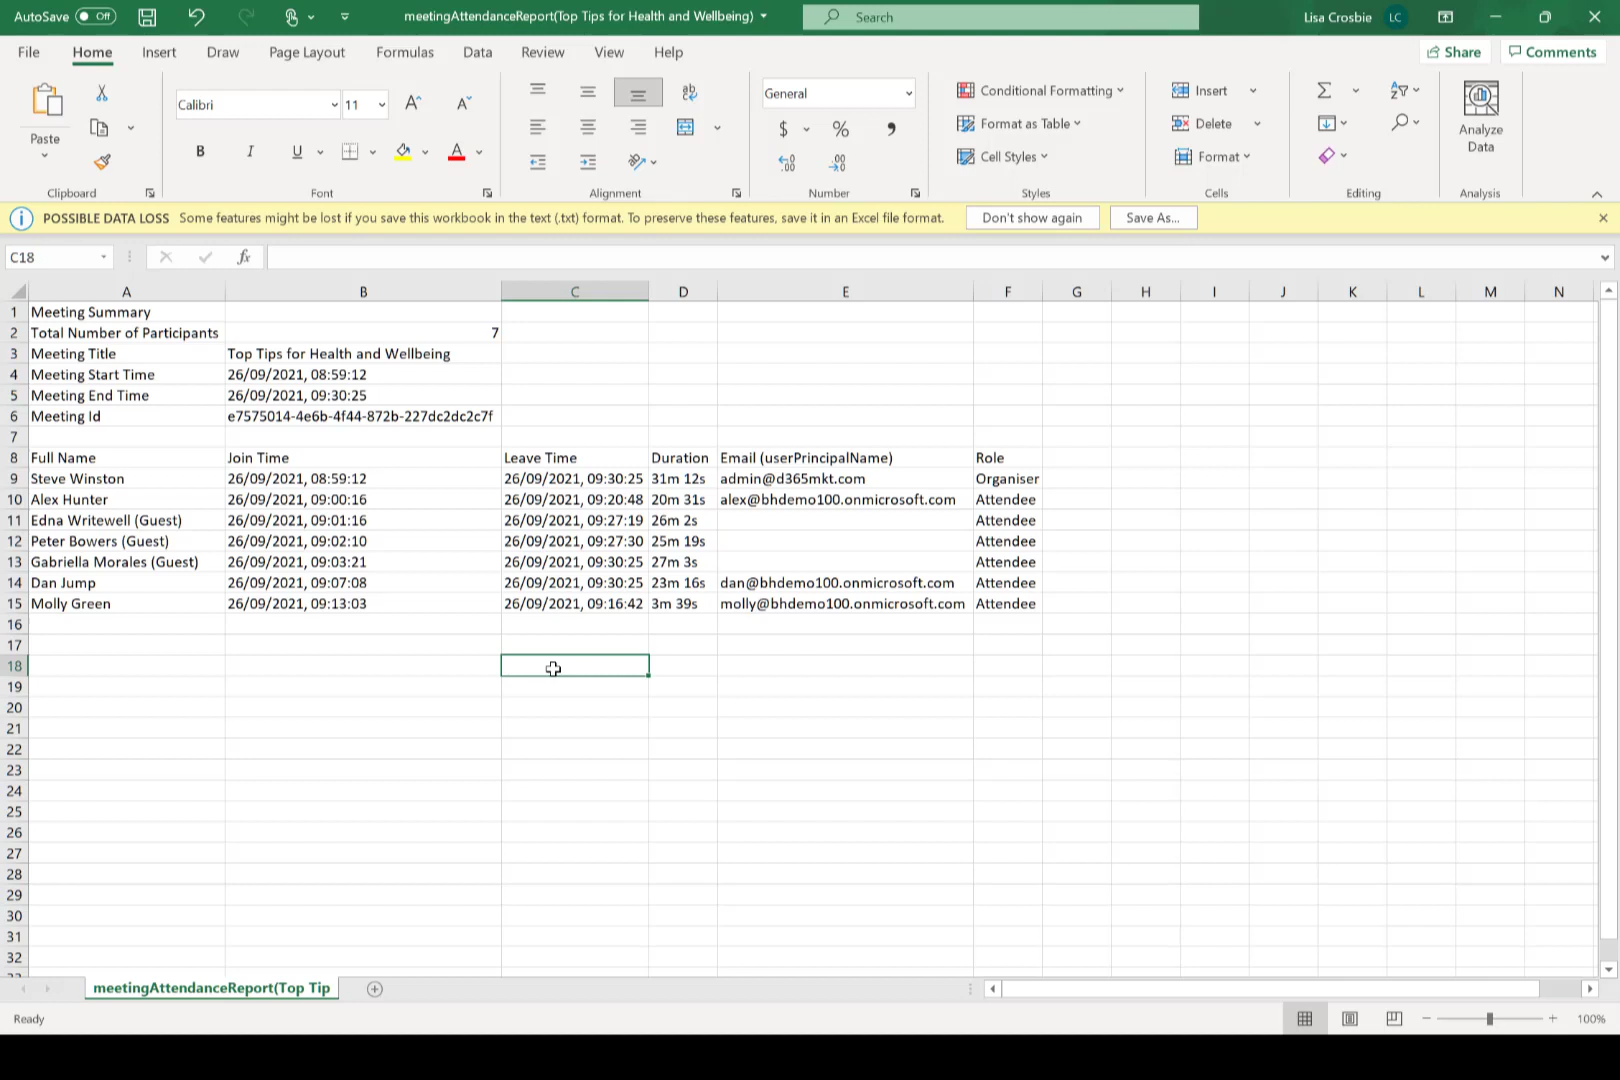 AutoSave Off meetingAttendanceReport(Top Tips for Health and Wellbeing) Search Lisa Crosbie LC
File Home Insert Draw Page Layout Formulas Data Review View Help Share Comments
Paste Calibri 11 General Conditional Formatting Format as Table Cell Styles Insert Delete Format Analyze Data
Clipboard Font Alignment Number Styles Cells Editing Analysis
POSSIBLE DATA LOSS Some features might be lost if you save this workbook in the text (.txt) format. To preserve these features, save it in an Excel file format. Don't show again Save As...
C18 fx
A B C D E F G H I J K L M N
1 Meeting Summary
2 Total Number of Participants 7
3 Meeting Title Top Tips for Health and Wellbeing
4 Meeting Start Time 26/09/2021, 08:59:12
5 Meeting End Time 26/09/2021, 09:30:25
6 Meeting Id e7575014-4e6b-4f44-872b-227dc2dc2c7f
7
8 Full Name Join Time Leave Time Duration Email (userPrincipalName) Role
9 Steve Winston 26/09/2021, 08:59:12 26/09/2021, 09:30:25 31m 12s admin@d365mkt.com Organiser
10 Alex Hunter 26/09/2021, 09:00:16 26/09/2021, 09:20:48 20m 31s alex@bhdemo100.onmicrosoft.com Attendee
11 Edna Writewell (Guest) 26/09/2021, 09:01:16 26/09/2021, 09:27:19 26m 2s Attendee
12 Peter Bowers (Guest) 26/09/2021, 09:02:10 26/09/2021, 09:27:30 25m 19s Attendee
13 Gabriella Morales (Guest) 26/09/2021, 09:03:21 26/09/2021, 09:30:25 27m 3s Attendee
14 Dan Jump 26/09/2021, 09:07:08 26/09/2021, 09:30:25 23m 16s dan@bhdemo100.onmicrosoft.com Attendee
15 Molly Green 26/09/2021, 09:13:03 26/09/2021, 09:16:42 3m 39s molly@bhdemo100.onmicrosoft.com Attendee
16
17
18
19
20
21
22
23
24
25
26
27
28
29
30
31
32
meetingAttendanceReport(Top Tip
Ready 100%